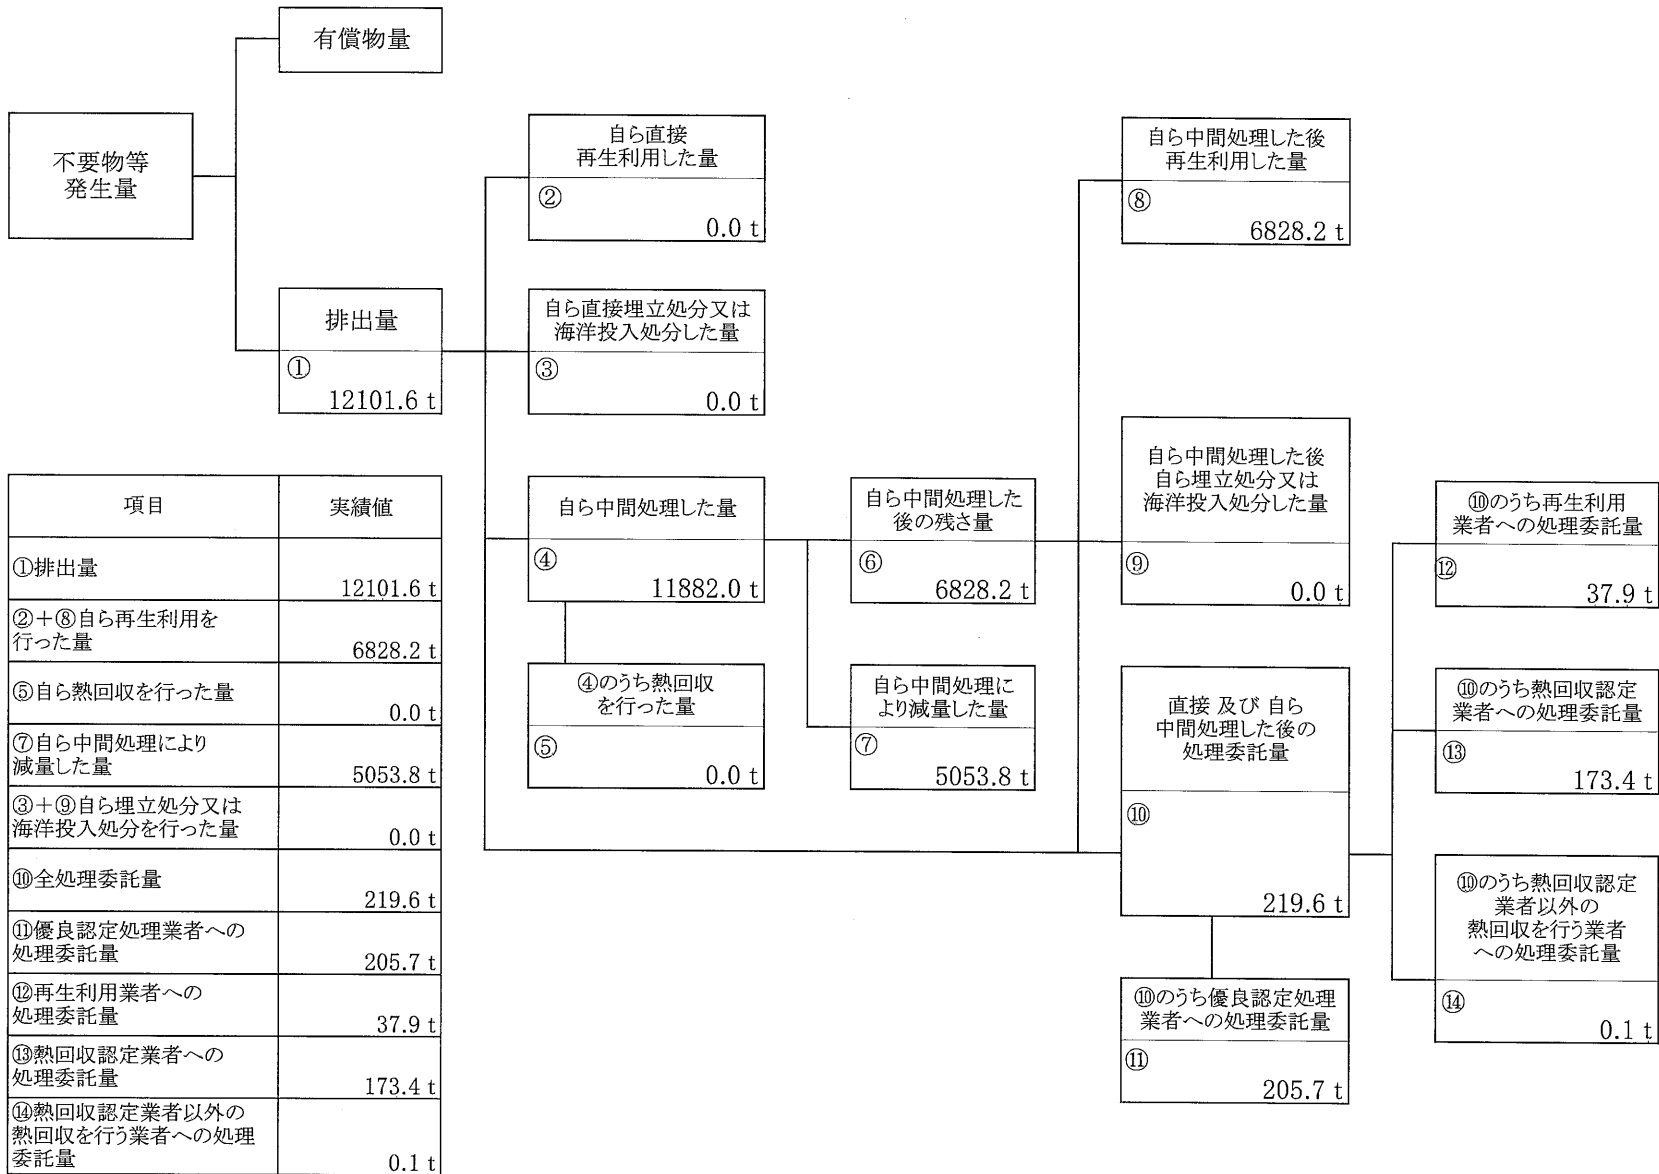 有償物量
不要物等
発生量
排出量
①
12101.6 t
自ら直接
再生利用した量
②
0.0 t
自ら直接埋立処分又は
海洋投入処分した量
③
0.0 t
自ら中間処理した量
④
11882.0 t
④のうち熱回収
を行った量
⑤
0.0 t
自ら中間処理した
後の残さ量
⑥
6828.2 t
自ら中間処理に
より減量した量
⑦
5053.8 t
自ら中間処理した後
再生利用した量
⑧
6828.2 t
自ら中間処理した後
自ら埋立処分又は
海洋投入処分した量
⑨
0.0 t
直接 及び 自ら
中間処理した後の
処理委託量
⑩
219.6 t
⑩のうち優良認定処理
業者への処理委託量
⑪
205.7 t
⑩のうち再生利用
業者への処理委託量
⑫
37.9 t
⑩のうち熱回収認定
業者への処理委託量
⑬
173.4 t
⑩のうち熱回収認定
業者以外の
熱回収を行う業者
への処理委託量
⑭
0.1 t
項目 実績値
①排出量
12101.6 t
②＋⑧自ら再生利用を
行った量
6828.2 t
⑤自ら熱回収を行った量
0.0 t
⑦自ら中間処理により
減量した量
5053.8 t
③＋⑨自ら埋立処分又は
海洋投入処分を行った量
0.0 t
⑩全処理委託量
219.6 t
⑪優良認定処理業者への
処理委託量
205.7 t
⑫再生利用業者への
処理委託量
37.9 t
⑬熱回収認定業者への
処理委託量
173.4 t
⑭熱回収認定業者以外の
熱回収を行う業者への処理
委託量
0.1 t